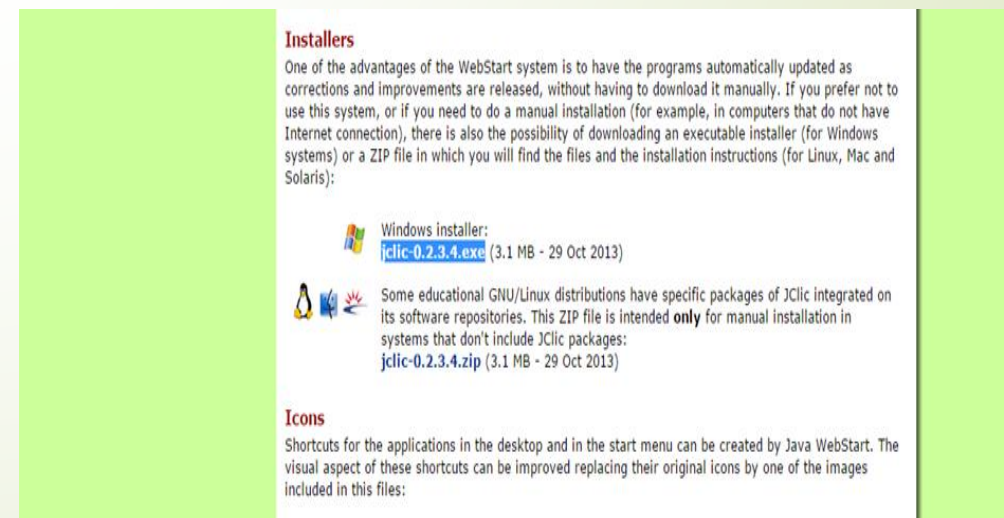 Installers
One of the advantages of the WebStart system is to have the programs automatically updated as
corrections and improvements are released, without having to download it manually. If you prefer not to
use this system, or if you need to do a manual installation (for example, in computers that do not have
Internet connection), there is also the possibility of downloading an executable installer (for Windows
systems) or a ZIP file in which you will find the files and the installation instructions (for Linux, Mac and
Solaris):
Windows installer:
jclic-0.2.3.4.exe (3.1 MB - 29 Oct 2013)
Some educational GNU/Linux distributions have specific packages of JClic integrated on
its software repositories. This ZIP file is intended only for manual installation in
systems that don't include JClic packages:
jclic-0.2.3.4.zip (3.1 MB - 29 Oct 2013)
Icons
Shortcuts for the applications in the desktop and in the start menu can be created by Java WebStart. The
visual aspect of these shortcuts can be improved replacing their original icons by one of the images
included in this files: